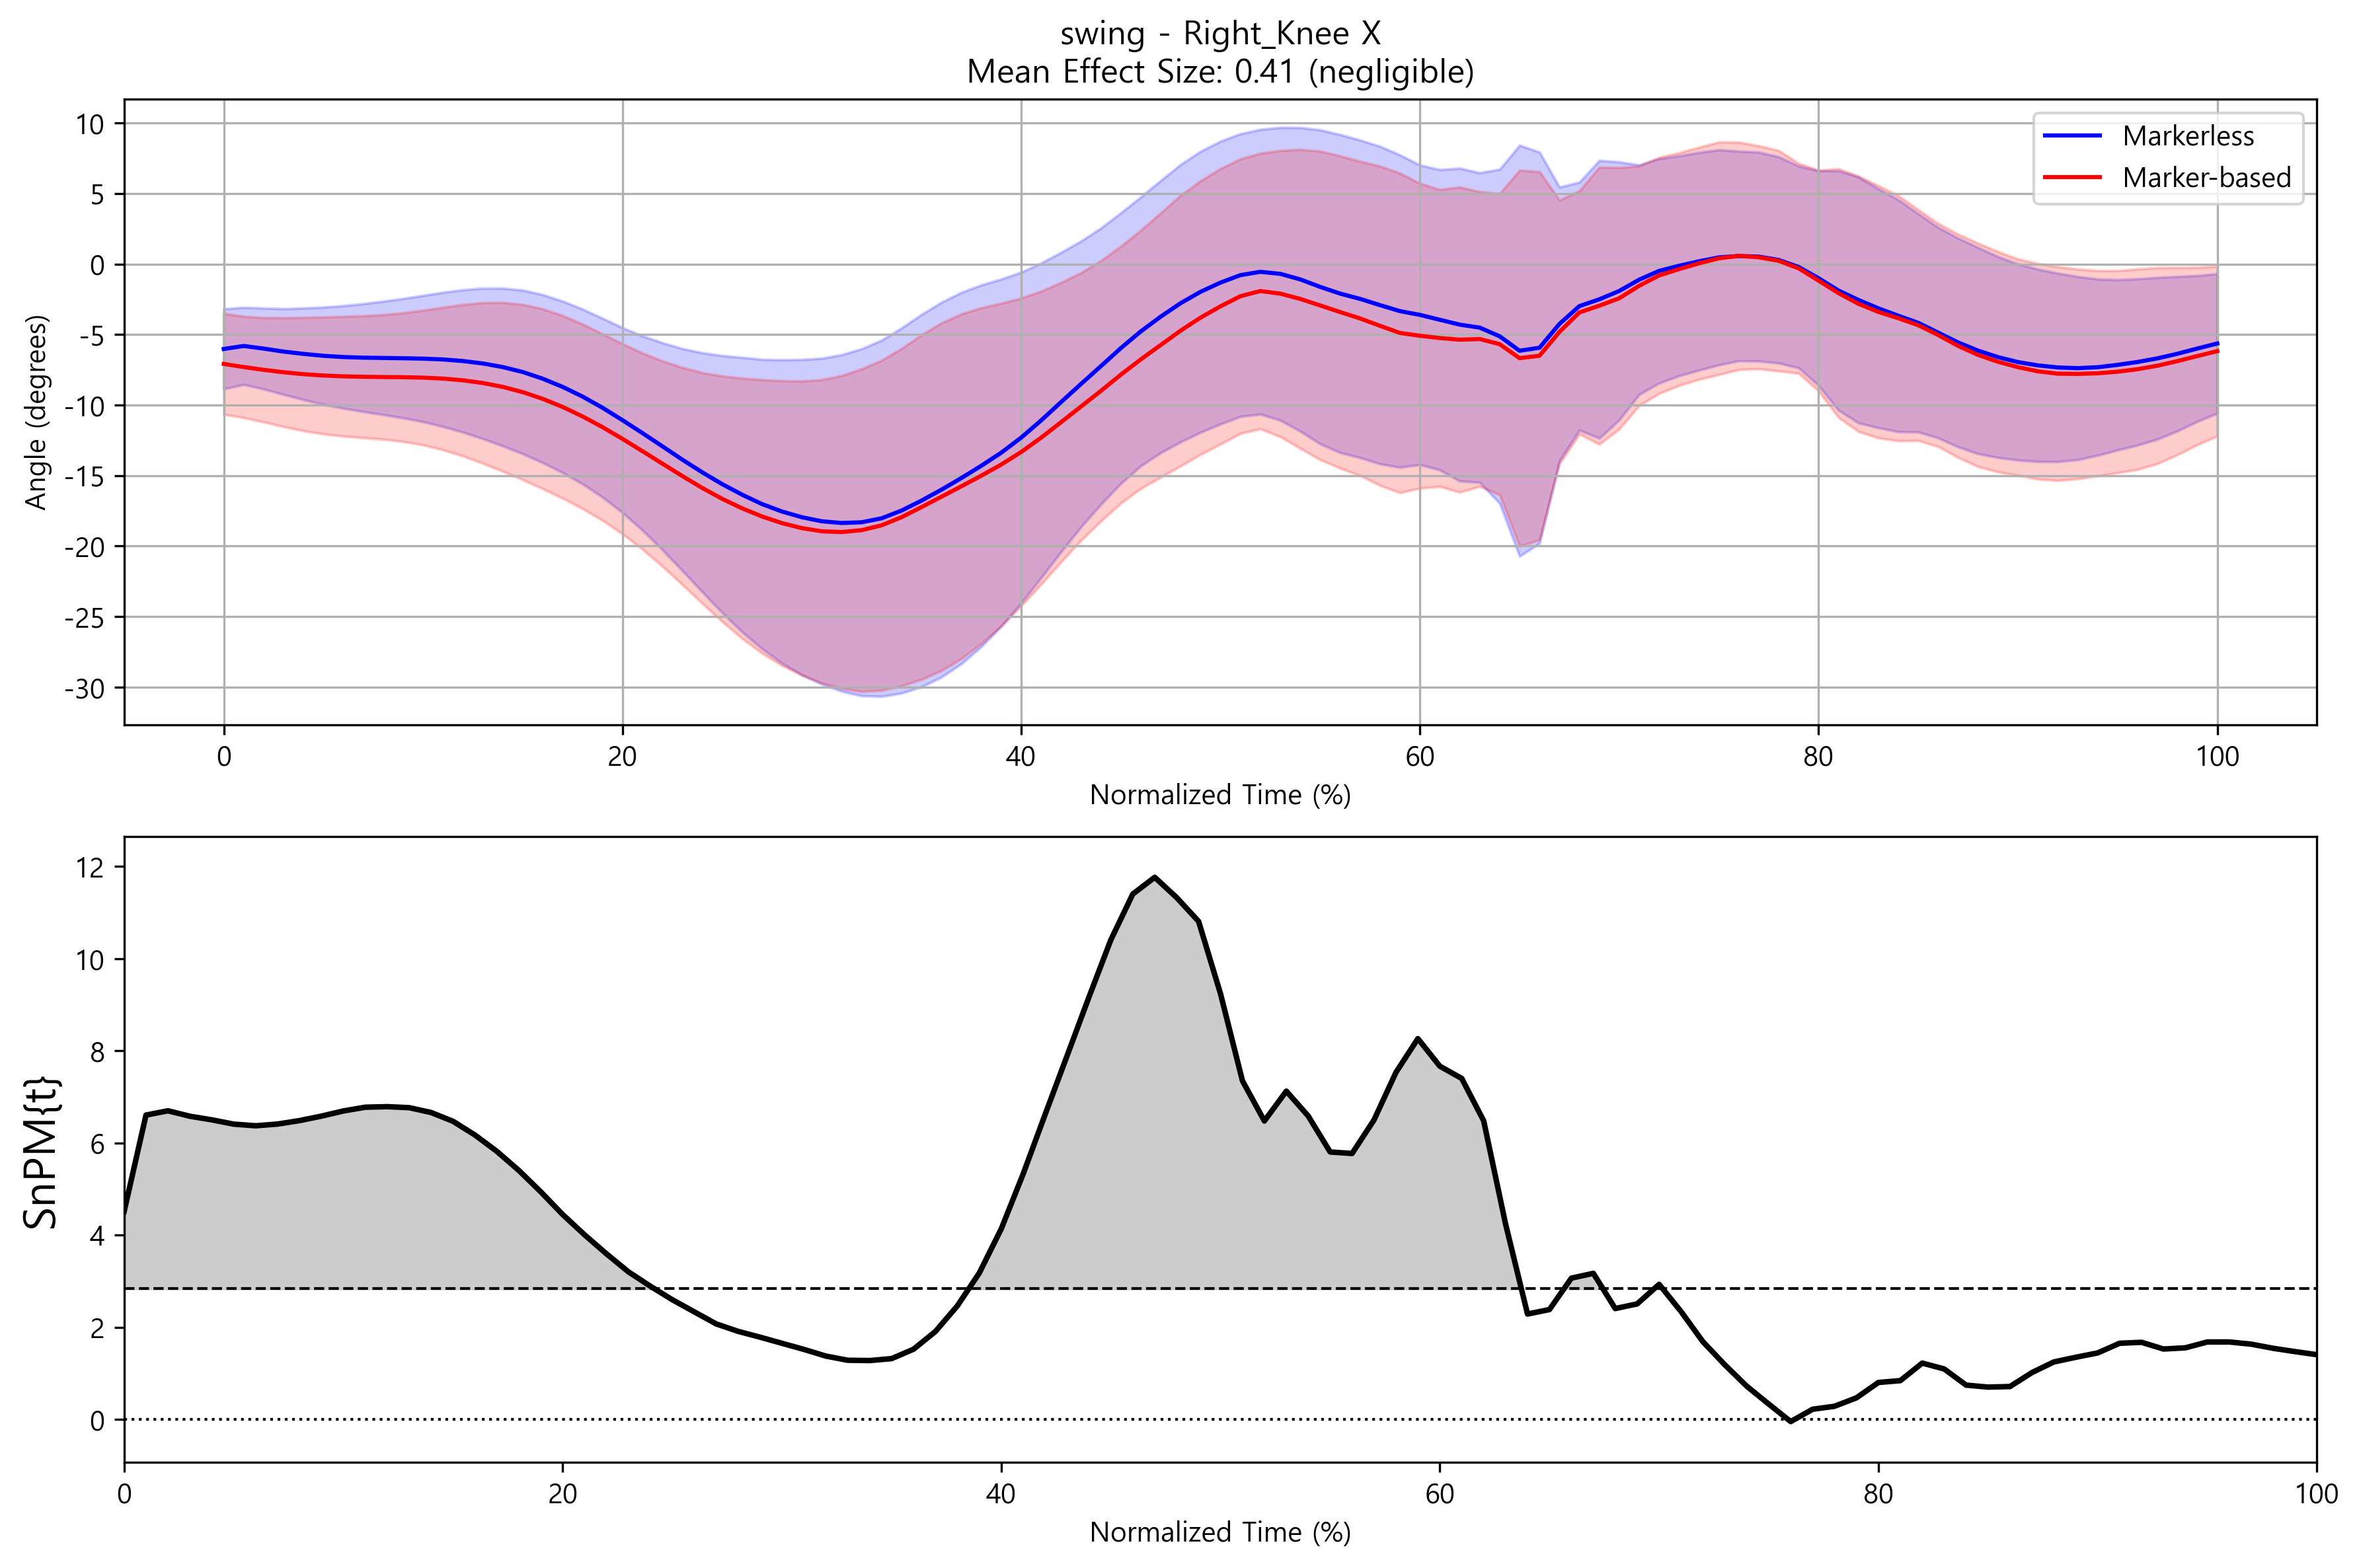 swing - Right_Knee X
Mean Effect Size: 0.41 (negligible)
10
5
0
-5
-10
-15
-20
-25
-30
Angle (degrees)
Markerless
Marker-based
0 20 40 60 80 100
Normalized Time (%)
12
10
8
6
4
2
0
SnPM{t}
0 20 40 60 80 100
Normalized Time (%)